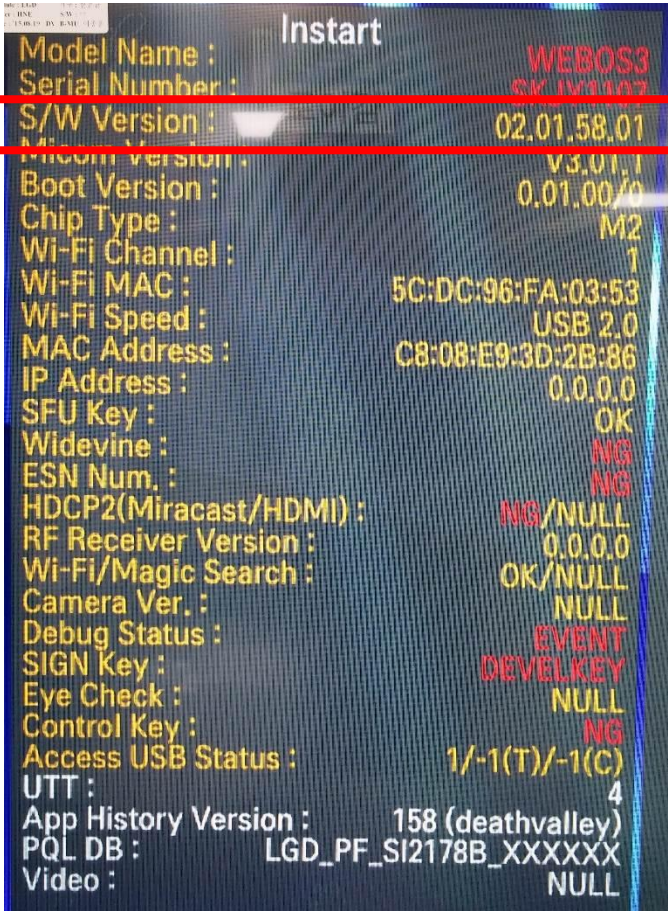 Instart
Model Name : WEBOS3
Serial Number : SKJY1107
S/W Version : 02.01.58.01
Micom Version : V3.01.1
Boot Version : 0.01.00/0
Chip Type : M2
Wi-Fi Channel : 1
Wi-Fi MAC : 5C:DC:96:FA:03:53
Wi-Fi Speed : USB 2.0
MAC Address : C8:08:E9:3D:2B:86
IP Address : 0.0.0.0
SFU Key : OK
Widevine : NG
ESN Num. : NG
HDCP2(Miracast/HDMI) : NG/NULL
RF Receiver Version : 0.0.0.0
Wi-Fi/Magic Search : OK/NULL
Camera Ver. : NULL
Debug Status : EVENT
SIGN Key : DEVELKEY
Eye Check : NULL
Control Key : NG
Access USB Status : 1/-1(T)/-1(C)
UTT : 4
App History Version : 158 (deathvalley)
PQL DB : LGD_PF_SI2178B_XXXXXX
Video : NULL